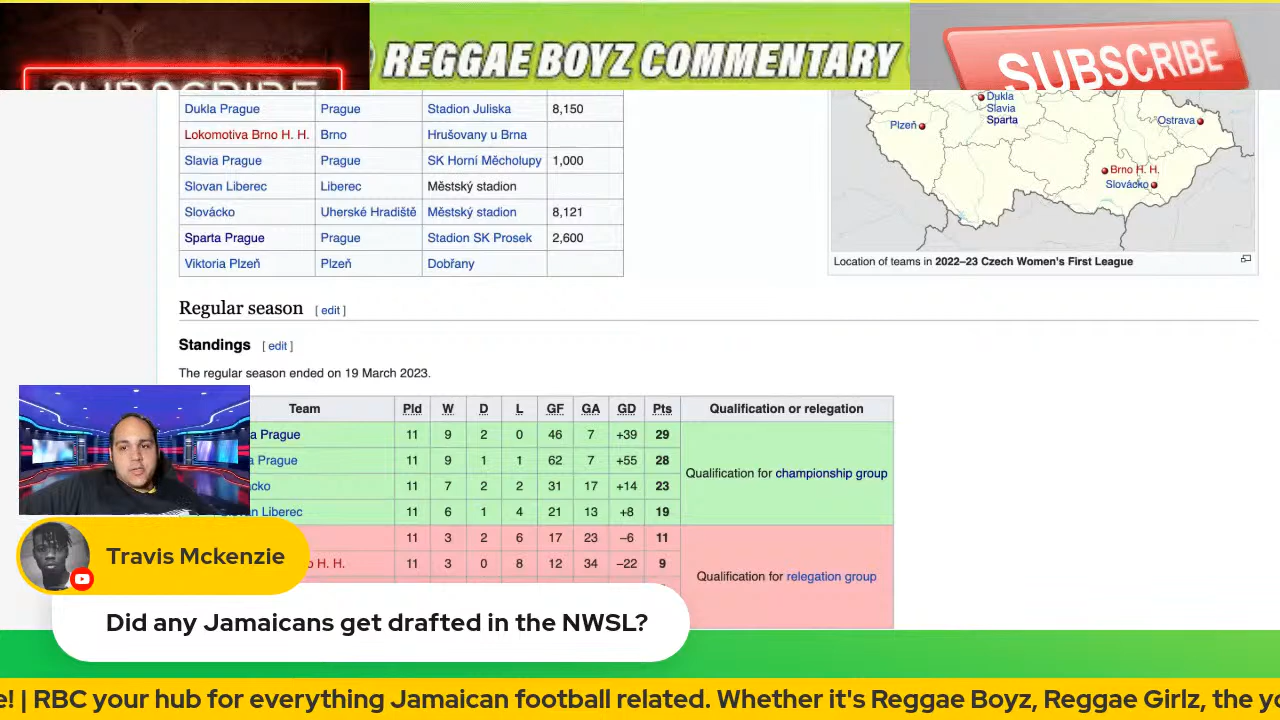 SUBSCRIBE
REGGAE BOYZ COMMENTARY
SUBSCRIBE
Dukla Prague Prague Stadion Juliska 8,150
Lokomotiva Brno H. H. Brno Hrušovany u Brna
Slavia Prague Prague SK Horní Měcholupy 1,000
Slovan Liberec Liberec Městský stadion
Slovácko Uherské Hradiště Městský stadion 8,121
Sparta Prague Prague Stadion SK Prosek 2,600
Viktoria Plzeň Plzeň Dobřany
Dukla
Slavia
Sparta
Plzeň
Ostrava
Brno H. H.
Slovácko
Location of teams in 2022–23 Czech Women's First League
Regular season [ edit ]
Standings [ edit ]
The regular season ended on 19 March 2023.
Team Pld W D L GF GA GD Pts Qualification or relegation
a Prague 11 9 2 0 46 7 +39 29
a Prague 11 9 1 1 62 7 +55 28
Qualification for championship group
cko 11 7 2 2 31 17 +14 23
n Liberec 11 6 1 4 21 13 +8 19
11 3 2 6 17 23 –6 11
o H. H. 11 3 0 8 12 34 –22 9
Qualification for relegation group
Travis Mckenzie
Did any Jamaicans get drafted in the NWSL?
e! | RBC your hub for everything Jamaican football related. Whether it's Reggae Boyz, Reggae Girlz, the yo